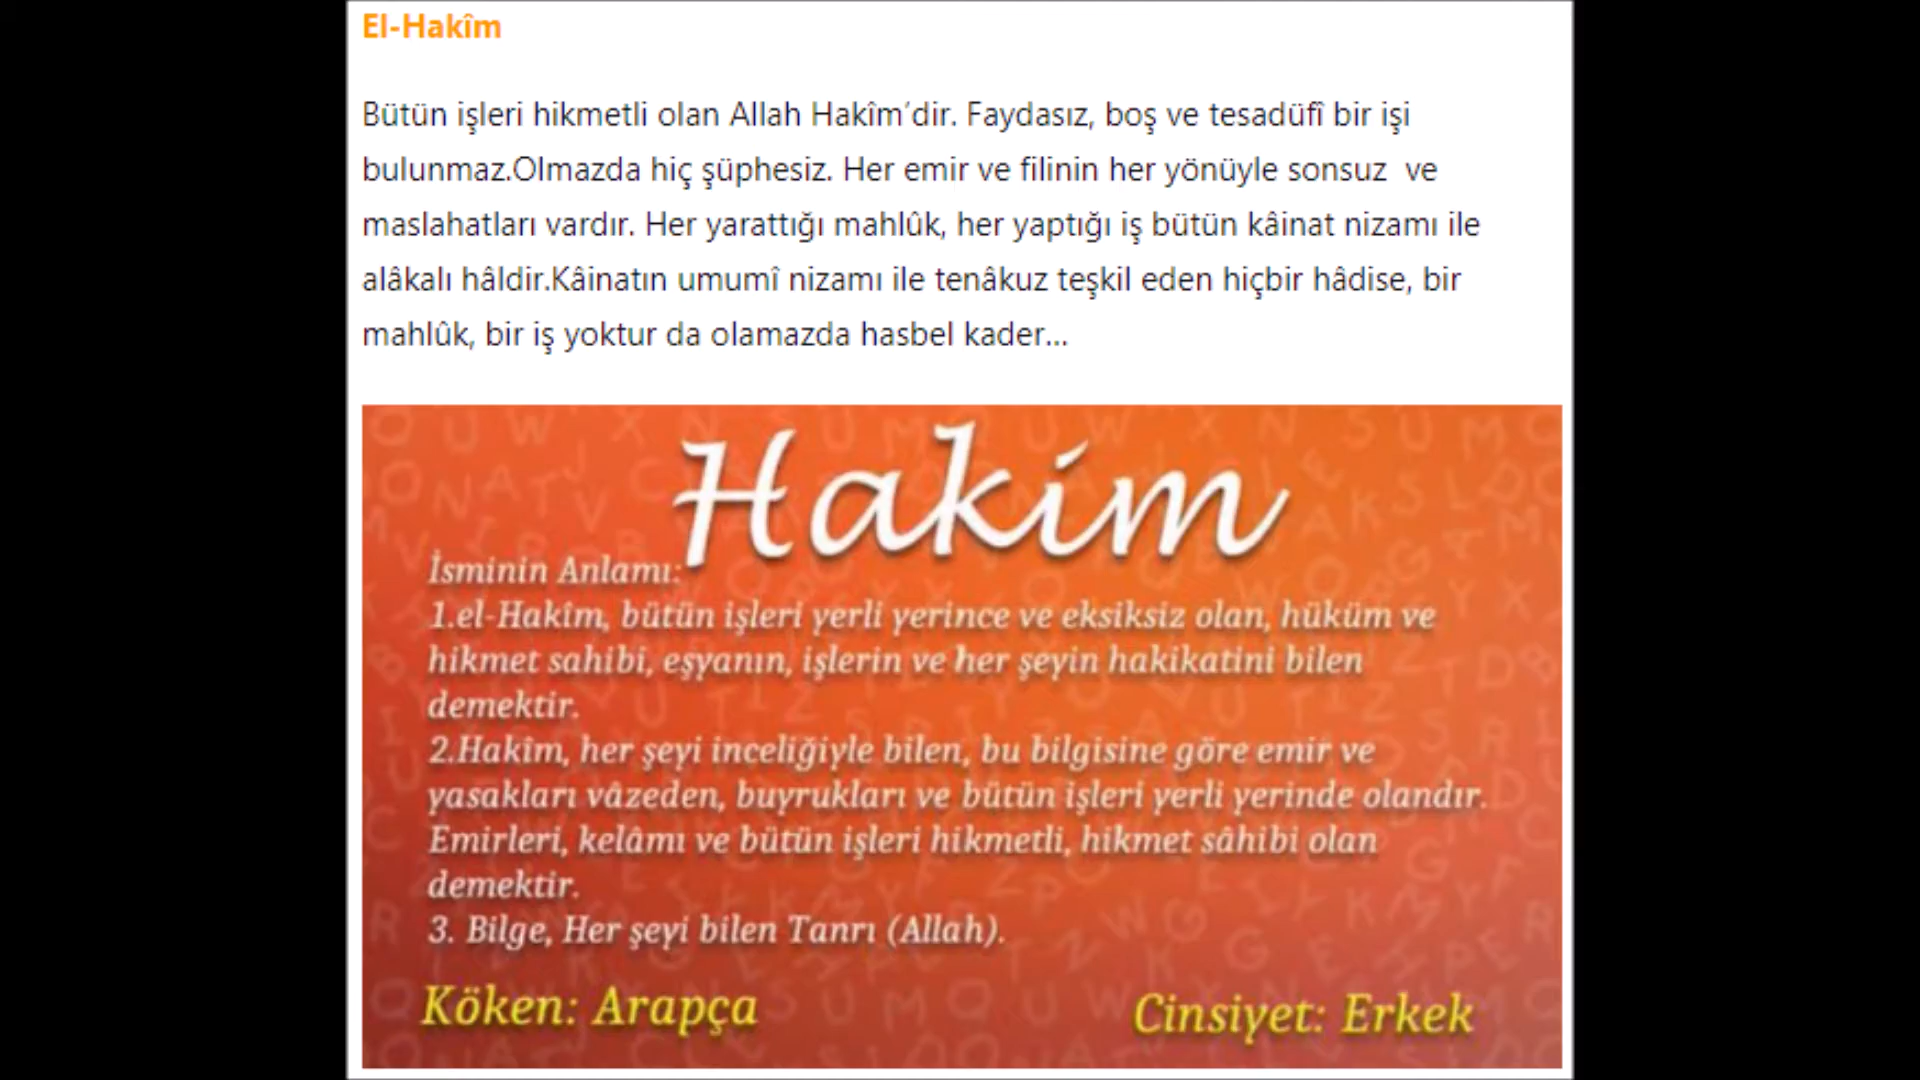 El-Hakîm
Bütün işleri hikmetli olan Allah Hakîm’dir. Faydasız, boş ve tesadüfî bir işi
bulunmaz.Olmazda hiç şüphesiz. Her emir ve filinin her yönüyle sonsuz  ve
maslahatları vardır. Her yarattığı mahlûk, her yaptığı iş bütün kâinat nizamı ile
alâkalı hâldir.Kâinatın umumî nizamı ile tenâkuz teşkil eden hiçbir hâdise, bir
mahlûk, bir iş yoktur da olamazda hasbel kader...
Hakim
İsminin Anlamı:
1.el-Hakîm, bütün işleri yerli yerince ve eksiksiz olan, hüküm ve
hikmet sahibi, eşyanın, işlerin ve her şeyin hakikatini bilen
demektir.
2.Hakîm, her şeyi inceliğiyle bilen, bu bilgisine göre emir ve
yasakları vâzeden, buyrukları ve bütün işleri yerli yerinde olandır.
Emirleri, kelâmı ve bütün işleri hikmetli, hikmet sâhibi olan
demektir.
3. Bilge, Her şeyi bilen Tanrı (Allah).
Köken: Arapça
Cinsiyet: Erkek